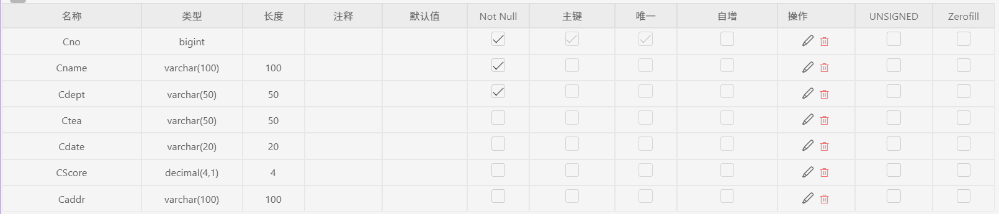 名称 类型 长度 注释 默认值 Not Null 主键 唯一 自增 操作 UNSIGNED Zerofill
Cno bigint
Cname varchar(100) 100
Cdept varchar(50) 50
Ctea varchar(50) 50
Cdate varchar(20) 20
CScore decimal(4,1) 4
Caddr varchar(100) 100